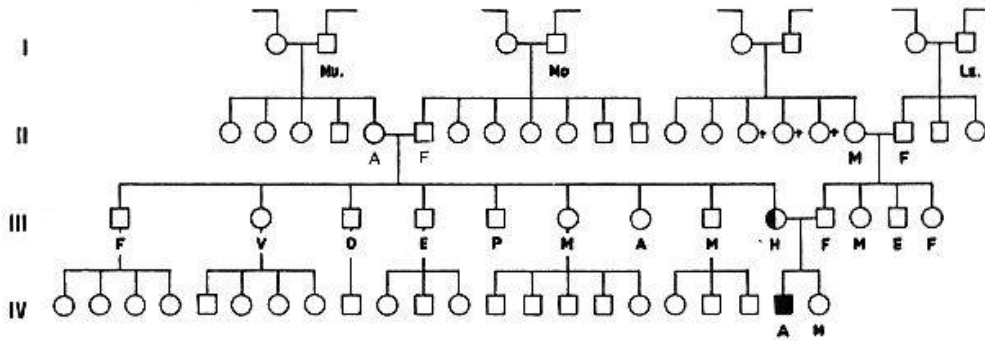 I
Mu. Mo Ls.
II
A F M F
III
F V D E P M A M H F M E F
IV
A M